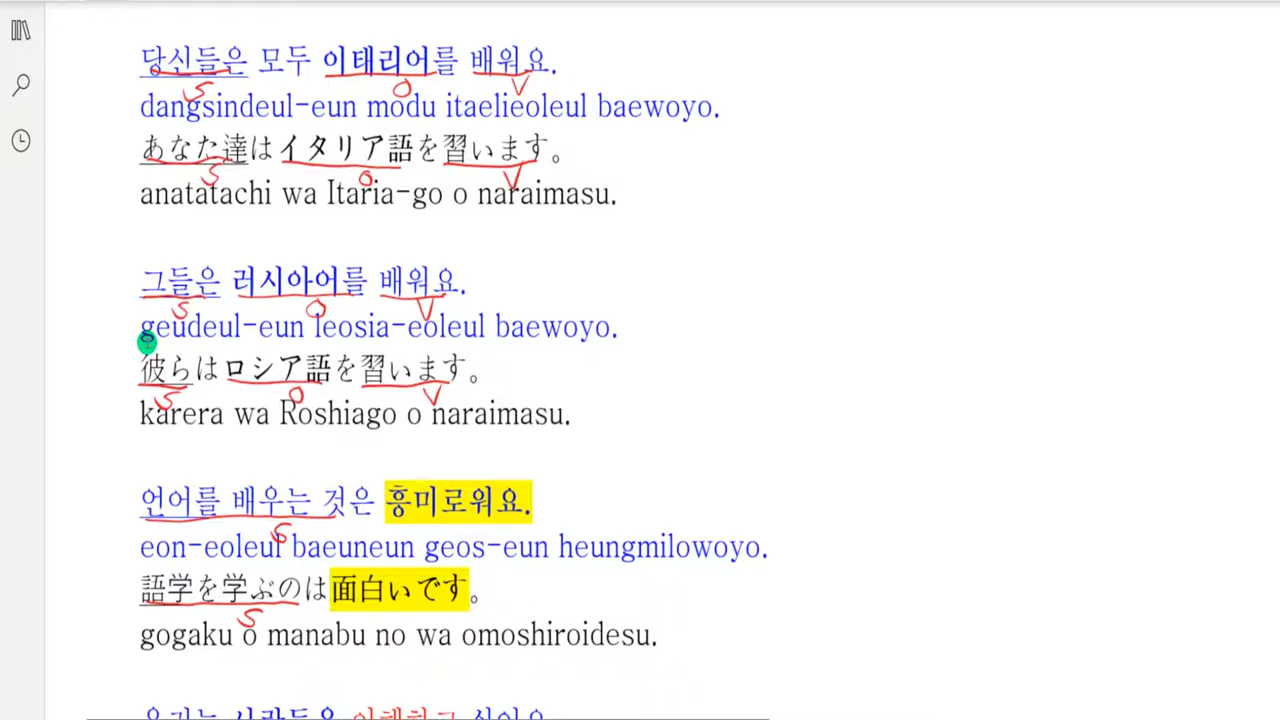 당신들은 모두 이태리어를 배워요.
dangsindeul-eun modu itaelieoleul baewoyo.
あなた達はイタリア語を習います。
anatatachi wa Itaria-go o naraimasu.
그들은 러시아어를 배워요.
geudeul-eun leosia-eoleul baewoyo.
彼らはロシア語を習います。
karera wa Roshiago o naraimasu.
언어를 배우는 것은 흥미로워요.
eon-eoleul baeuneun geos-eun heungmilowoyo.
語学を学ぶのは面白いです。
gogaku o manabu no wa omoshiroidesu.